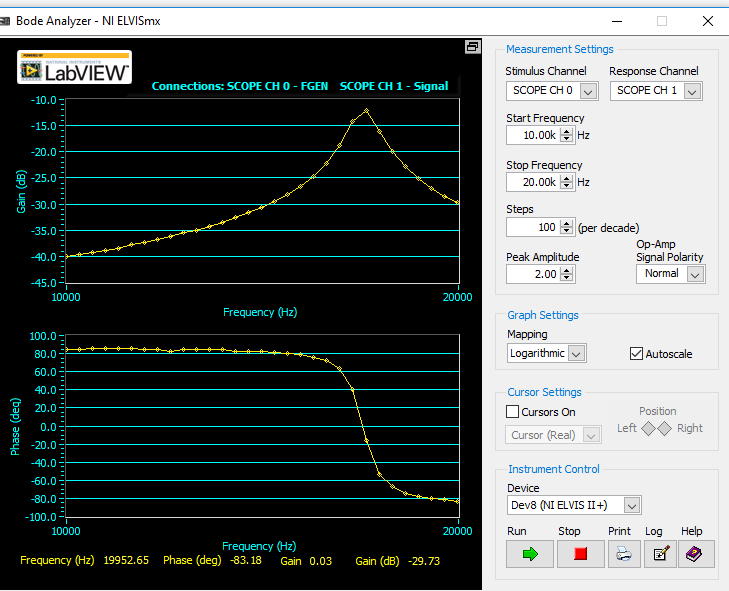 Bode Analyzer - NI ELVISmx
POWERED BY
NATIONAL INSTRUMENTS
LabVIEW™
Connections: SCOPE CH 0 - FGEN SCOPE CH 1 - Signal
-10.0
-15.0
-20.0
-25.0
-30.0
-35.0
-40.0
-45.0
Gain (dB)
10000
20000
Frequency (Hz)
100.0
80.0
60.0
40.0
20.0
0.0
-20.0
-40.0
-60.0
-80.0
-100.0
Phase (deg)
10000
20000
Frequency (Hz)
Frequency (Hz) 19952.65 Phase (deg) -83.18 Gain 0.03 Gain (dB) -29.73
Measurement Settings
Stimulus Channel Response Channel
SCOPE CH 0 SCOPE CH 1
Start Frequency
10.00k Hz
Stop Frequency
20.00k Hz
Steps
100 (per decade)
Peak Amplitude
2.00
Op-Amp
Signal Polarity
Normal
Graph Settings
Mapping
Logarithmic Autoscale
Cursor Settings
Cursors On Position
Cursor (Real) Left Right
Instrument Control
Device
Dev8 (NI ELVIS II+)
Run Stop Print Log Help